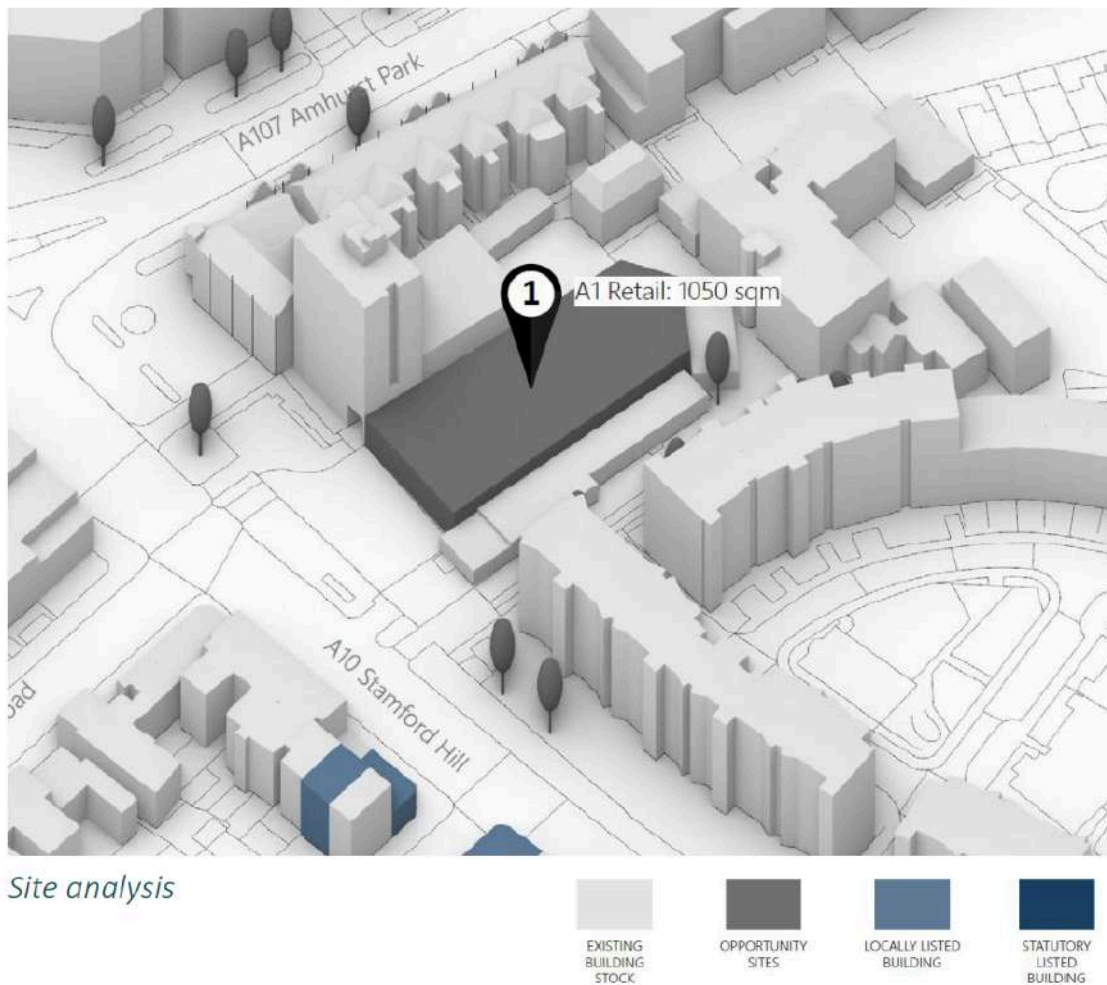 A107 Amhurst Park
1
A1 Retail: 1050 sqm
A10 Stamford Hill
oad
Site analysis
EXISTING
BUILDING
STOCK
OPPORTUNITY
SITES
LOCALLY LISTED
BUILDING
STATUTORY
LISTED
BUILDING